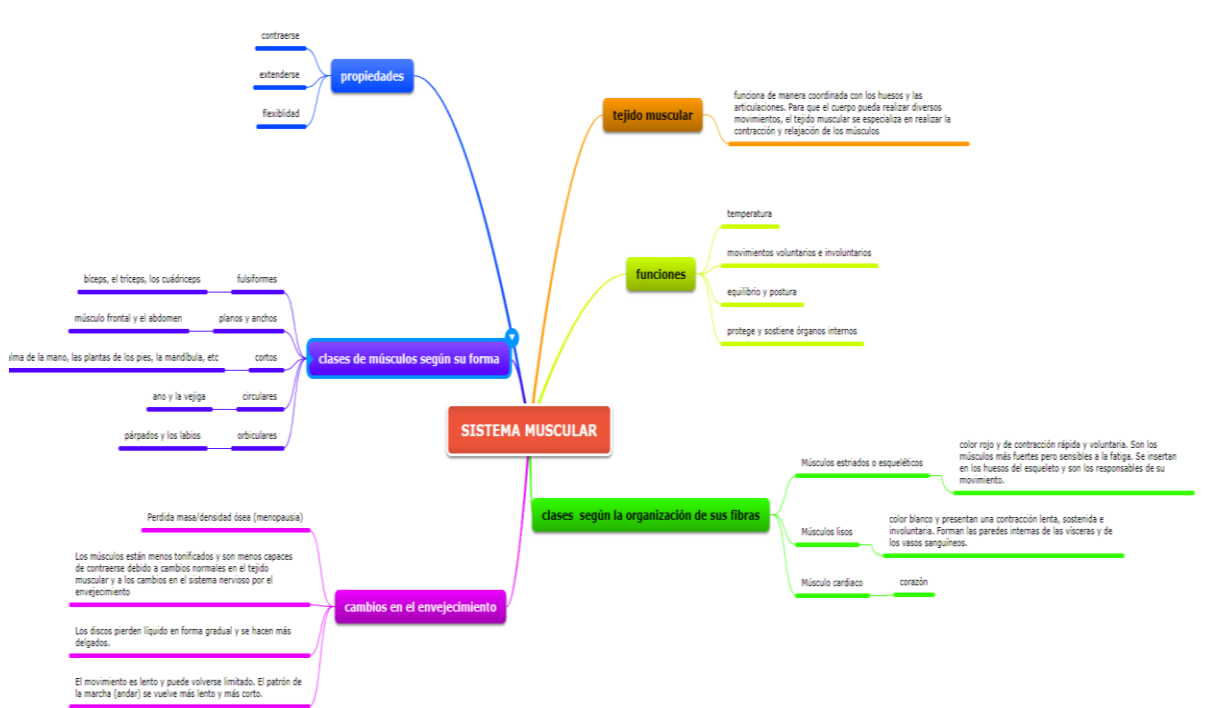 contraerse
extenderse
flexiblidad
propiedades
tejido muscular
funciona de manera coordinada con los huesos y las
articulaciones. Para que el cuerpo pueda realizar diversos
movimientos, el tejido muscular se especializa en realizar la
contracción y relajación de los músculos
funciones
temperatura
movimientos voluntarios e involuntarios
equilibrio y postura
protege y sostiene órganos internos
bíceps, el tríceps, los cuádriceps
fulsiformes
músculo frontal y el abdomen
planos y anchos
de la mano, las plantas de los pies, la mandíbula, etc
cortos
ano y la vejiga
circulares
párpados y los labios
orbiculares
clases de músculos según su forma
SISTEMA MUSCULAR
clases según la organización de sus fibras
Músculos estriados o esqueléticos
color rojo y de contracción rápida y voluntaria. Son los
músculos más fuertes pero sensibles a la fatiga. Se insertan
en los huesos del esqueleto y son los responsables de su
movimiento.
Músculos lisos
color blanco y presentan una contracción lenta, sostenida e
involuntaria. Forman las paredes internas de las vísceras y de
los vasos sanguíneos.
Músculo cardiaco
corazón
Perdida masa/densidad ósea (menopausia)
Los músculos están menos tonificados y son menos capaces
de contraerse debido a cambios normales en el tejido
muscular y a los cambios en el sistema nervioso por el
envejecimiento
Los discos pierden líquido en forma gradual y se hacen más
delgados.
El movimiento es lento y puede volverse limitado. El patrón de
la marcha (andar) se vuelve más lento y más corto.
cambios en el envejecimiento